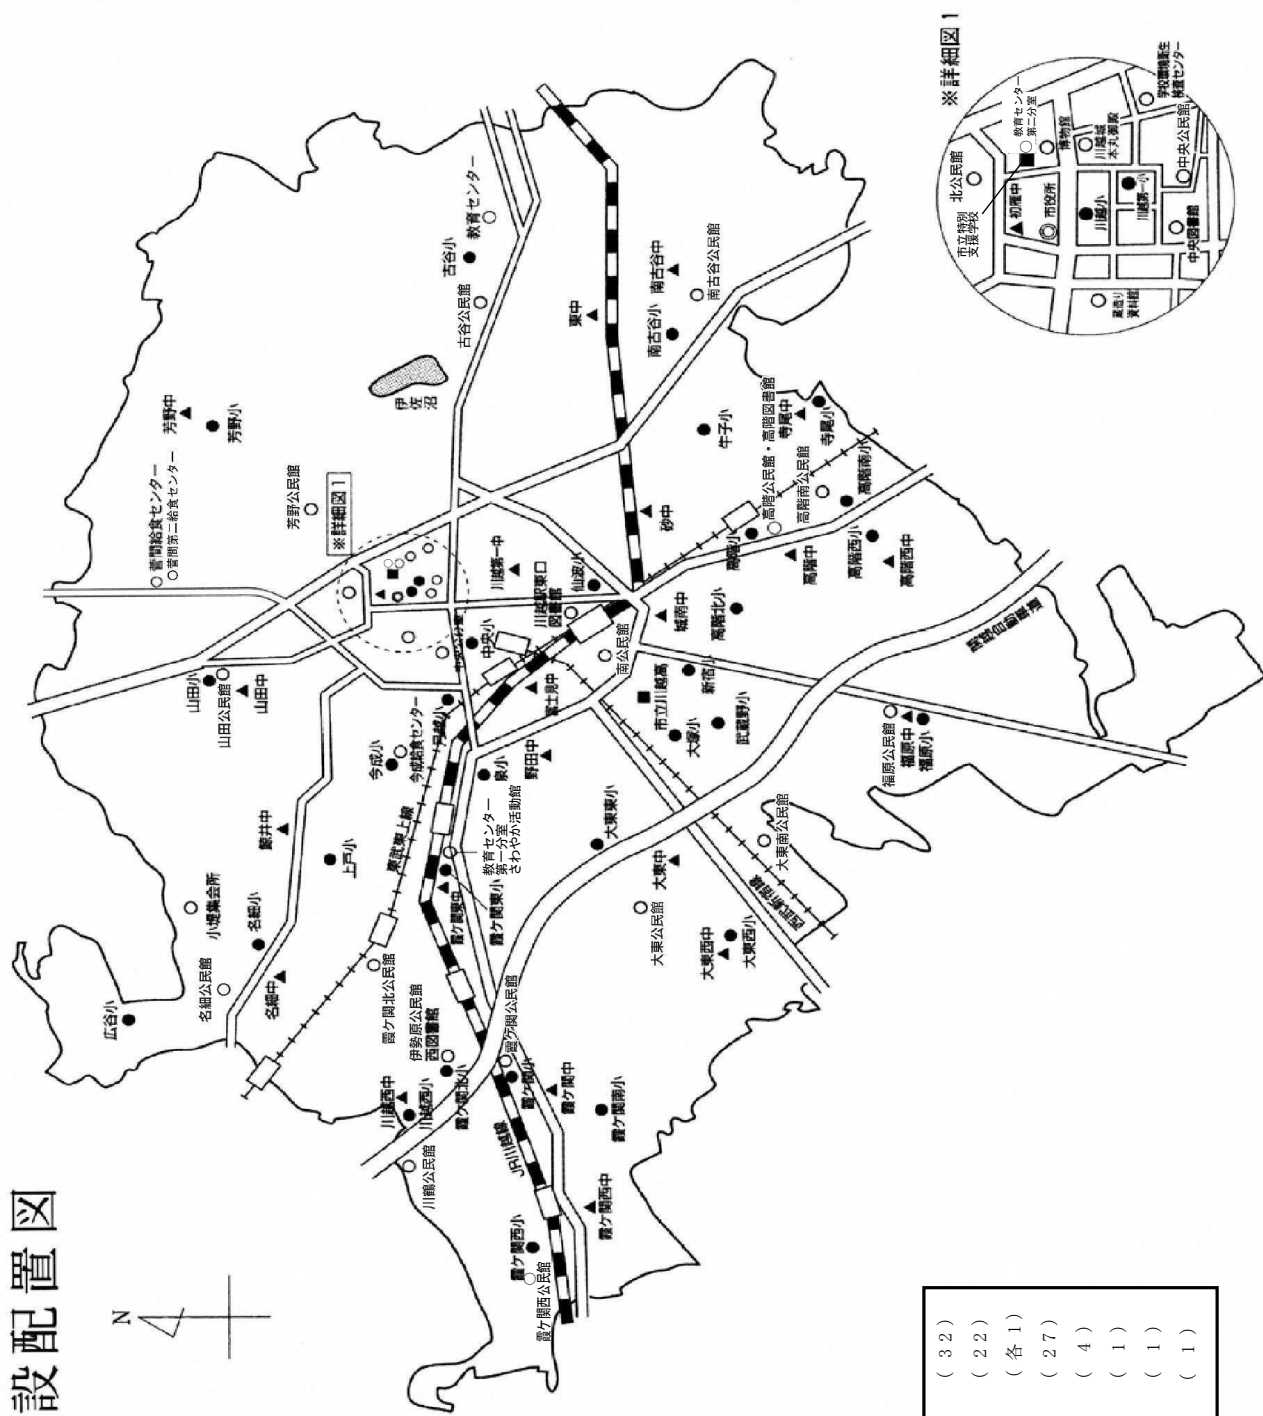 設配置図
N
※詳細図1
市立特別
支援学校
北公民館
教育センター
第二分室
初雁中
市役所
博物館
川越城
本丸御殿
学校環境衛生
検査センター
川越小
川越第一小
中央公民館
中央図書館
蔵造り
資料館
菅間給食センター
菅間第二給食センター
芳野中
芳野小
芳野公民館
※詳細図1
伊佐沼
古谷公民館
古谷小
教育センター
東中
南古谷小
南古谷中
南古谷公民館
牛子小
砂中
高階公民館・高階図書館
寺尾中
寺尾小
高階南公民館
高階南小
高階小
高階中
高階西小
高階西中
高階北小
城南中
川越第一中
仙波小
川越駅東口
図書館
中央小
南公民館
富士見中
市立川越高
新宿小
大塚小
武蔵野小
山田小
山田公民館
山田中
今成小
今成給食センター
月越小
泉小
野田中
教育センター
第一分室
さわやか活動館
鯨井中
上戸小
東武東上線
霞ケ関東中
霞ケ関東小
大東東小
大東中
大東公民館
大東西中
大東西小
大東南公民館
西武新宿線
福原公民館
福原中
福原小
小堤集会所
名細小
名細公民館
名細中
広谷小
霞ケ関北公民館
伊勢原公民館
西図書館
霞ケ関北小
川越西中
川越西小
川鶴公民館
霞ケ関公民館
霞ケ関小
霞ケ関中
霞ケ関南小
JR川越線
霞ケ関西中
霞ケ関西小
霞ケ関西公民館
(32)
(22)
(各1)
(27)
(4)
(1)
(1)
(1)